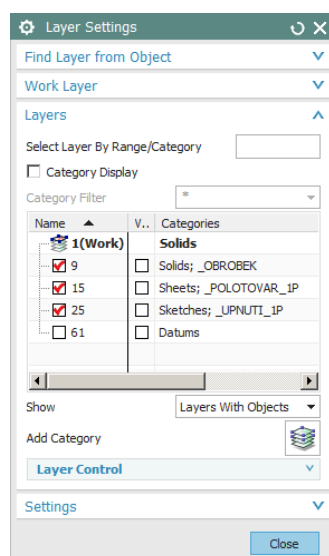 Layer Settings
Find Layer from Object
Work Layer
Layers
Select Layer By Range/Category
Category Display
Category Filter *
Name V.. Categories
1(Work) Solids
9 Solids; _OBROBEK
15 Sheets; _POLOTOVAR_1P
25 Sketches; _UPNUTI_1P
61 Datums
Show Layers With Objects
Add Category
Layer Control
Settings
Close